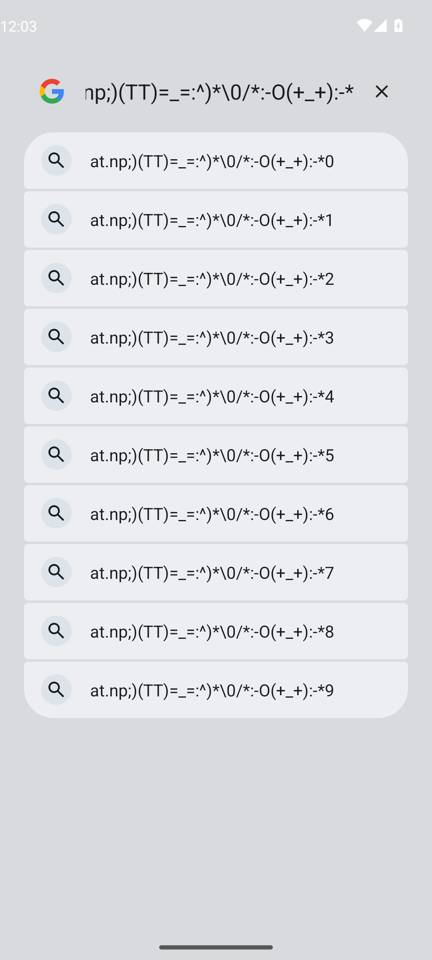 12:03
np;)(TT)=_=:^)*\0/*:-O(+_+):-*
at.np;)(TT)=_=:^)*\0/*:-O(+_+):-*0
at.np;)(TT)=_=:^)*\0/*:-O(+_+):-*1
at.np;)(TT)=_=:^)*\0/*:-O(+_+):-*2
at.np;)(TT)=_=:^)*\0/*:-O(+_+):-*3
at.np;)(TT)=_=:^)*\0/*:-O(+_+):-*4
at.np;)(TT)=_=:^)*\0/*:-O(+_+):-*5
at.np;)(TT)=_=:^)*\0/*:-O(+_+):-*6
at.np;)(TT)=_=:^)*\0/*:-O(+_+):-*7
at.np;)(TT)=_=:^)*\0/*:-O(+_+):-*8
at.np;)(TT)=_=:^)*\0/*:-O(+_+):-*9